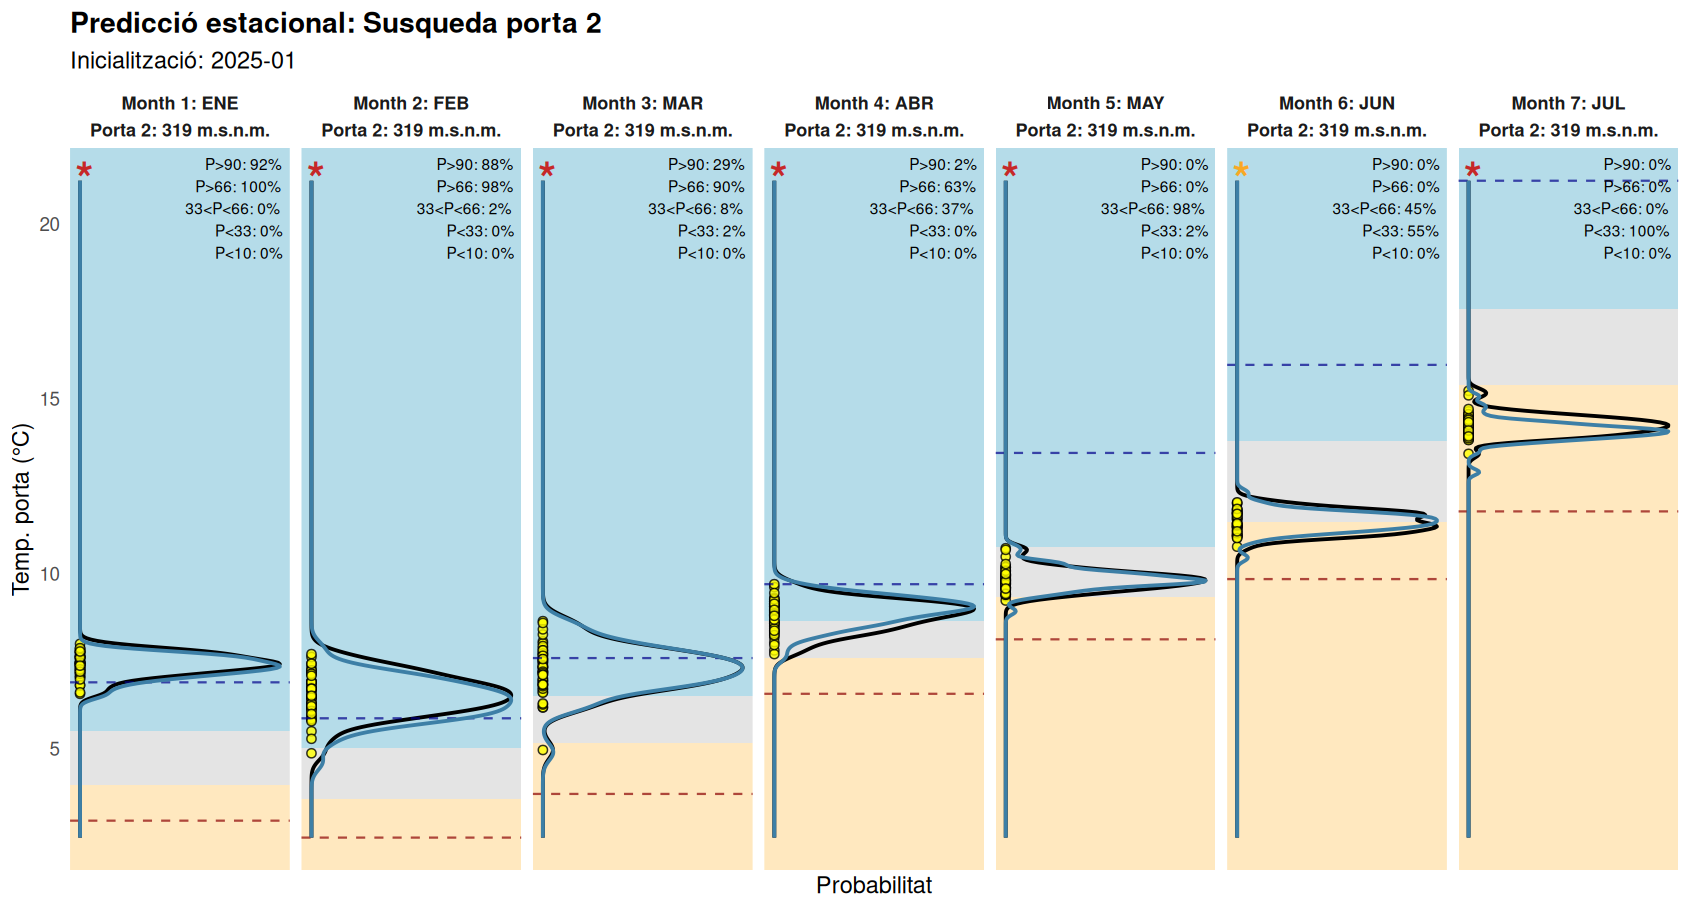 Predicció estacional: Susqueda porta 2
Inicialització: 2025-01
Month 1: ENE
Porta 2: 319 m.s.n.m.
Month 2: FEB
Porta 2: 319 m.s.n.m.
Month 3: MAR
Porta 2: 319 m.s.n.m.
Month 4: ABR
Porta 2: 319 m.s.n.m.
Month 5: MAY
Porta 2: 319 m.s.n.m.
Month 6: JUN
Porta 2: 319 m.s.n.m.
Month 7: JUL
Porta 2: 319 m.s.n.m.
*
P>90: 92%
P>66: 100%
33<P<66: 0%
P<33: 0%
P<10: 0%
*
P>90: 88%
P>66: 98%
33<P<66: 2%
P<33: 0%
P<10: 0%
*
P>90: 29%
P>66: 90%
33<P<66: 8%
P<33: 2%
P<10: 0%
*
P>90: 2%
P>66: 63%
33<P<66: 37%
P<33: 0%
P<10: 0%
*
P>90: 0%
P>66: 0%
33<P<66: 98%
P<33: 2%
P<10: 0%
*
P>90: 0%
P>66: 0%
33<P<66: 45%
P<33: 55%
P<10: 0%
*
P>90: 0%
P>66: 0%
33<P<66: 0%
P<33: 100%
P<10: 0%
20
15
10
5
Temp. porta (°C)
Probabilitat